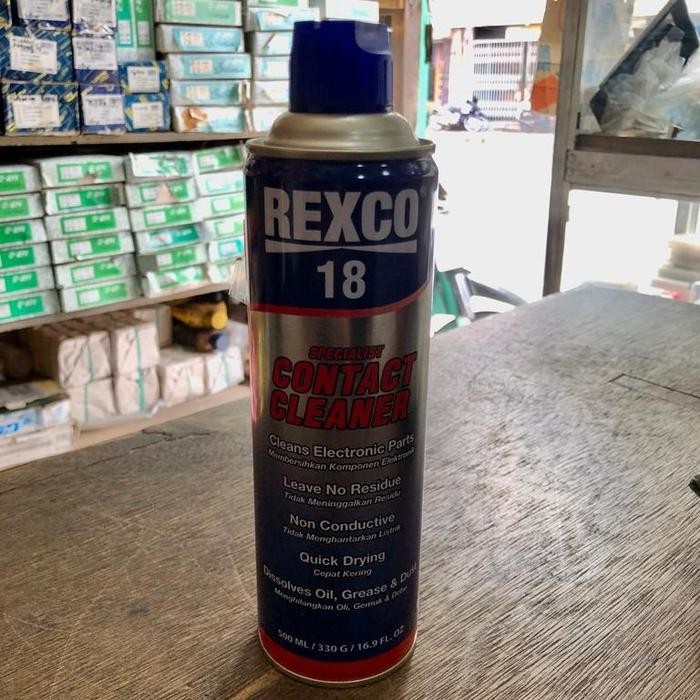 REXCO®
18
SPECIALIST
CONTACT
CLEANER
Cleans Electronic Parts
Membersihkan Komponen Elektronik
Leave No Residue
Tidak Meninggalkan Residu
Non Conductive
Tidak Menghantarkan Listrik
Quick Drying
Cepat Kering
Dissolves Oil, Grease & Dust
Menghilangkan Oli, Gemuk & Debu
500 ML / 330 G / 16.9 FL. OZ